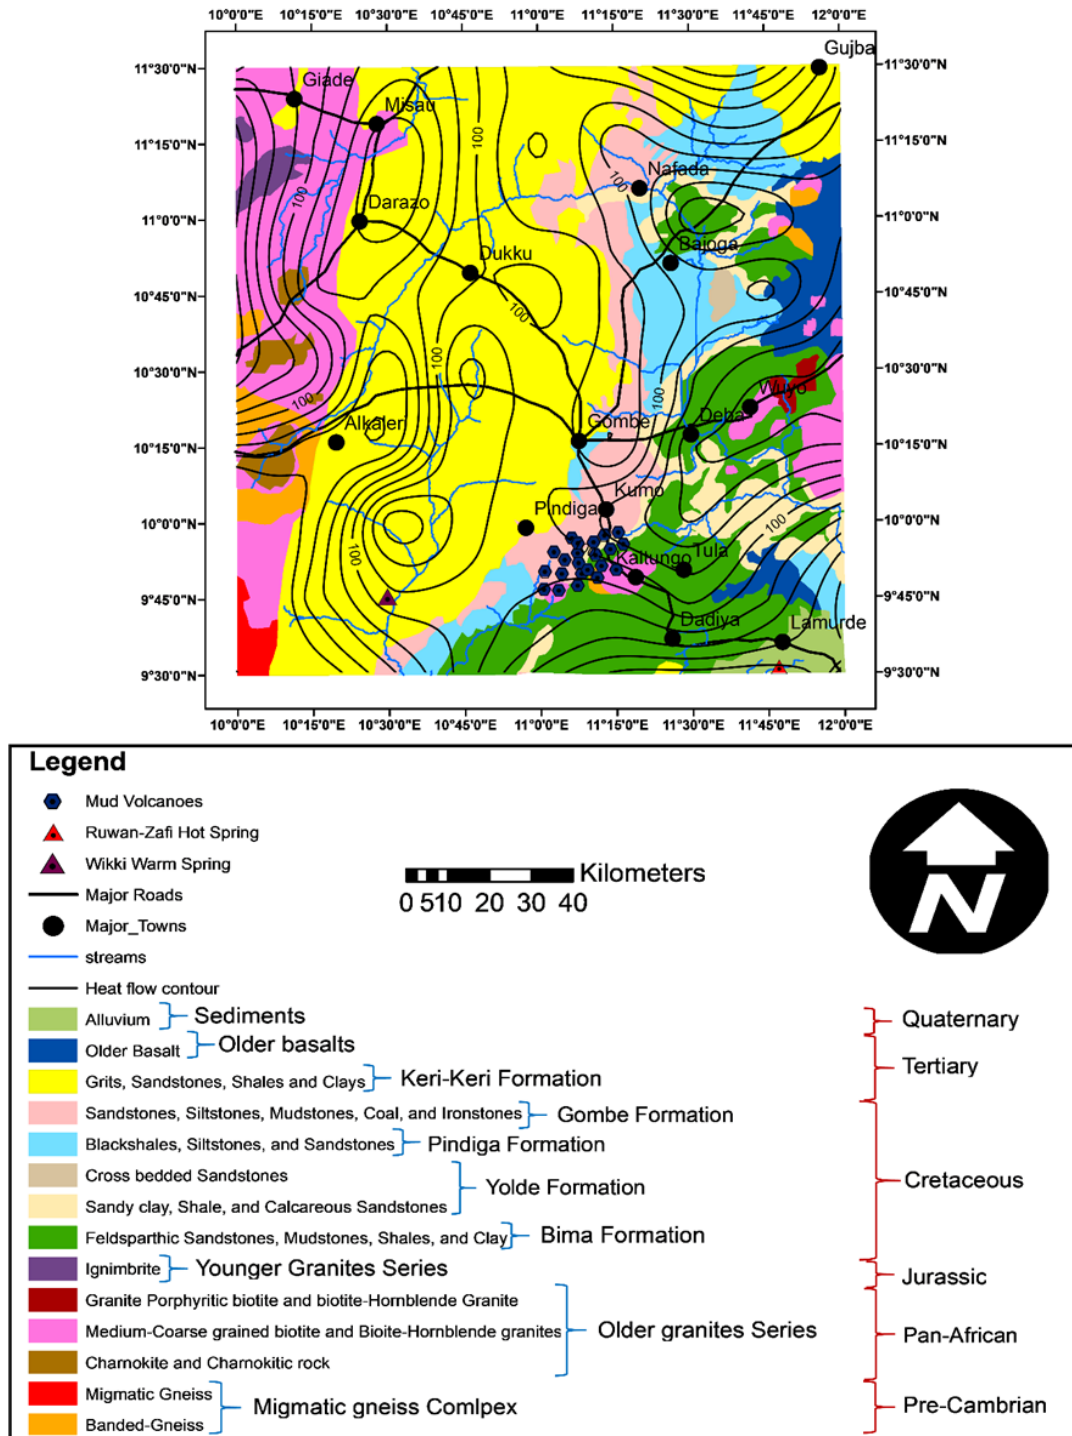 10°0'0"E 10°15'0"E 10°30'0"E 10°45'0"E 11°0'0"E 11°15'0"E 11°30'0"E 11°45'0"E 12°0'0"E
Gujba
11°30'0"N 11°30'0"N
Giade
Misau
100
11°15'0"N 11°15'0"N
Nafada
100
100
Darazo
11°0'0"N 11°0'0"N
Bajoga
Dukku
10°45'0"N 10°45'0"N
100
100
10°30'0"N 10°30'0"N
Wuyo
100
100
Alkaleri
Gombe
Deba
10°15'0"N 10°15'0"N
Kumo
Pindiga
10°0'0"N 10°0'0"N
100
100
Kaltungo
Tula
9°45'0"N 9°45'0"N
Dadiya
Lamurde
9°30'0"N 9°30'0"N
10°0'0"E 10°15'0"E 10°30'0"E 10°45'0"E 11°0'0"E 11°15'0"E 11°30'0"E 11°45'0"E 12°0'0"E
Legend
Mud Volcanoes
Ruwan-Zafi Hot Spring
Wikki Warm Spring
Major Roads
Major_Towns
streams
Heat flow contour
Kilometers
0 510 20 30 40
N
Alluvium Sediments Quaternary
Older Basalt Older basalts
Tertiary
Grits, Sandstones, Shales and Clays Keri-Keri Formation
Sandstones, Siltstones, Mudstones, Coal, and Ironstones Gombe Formation
Blackshales, Siltstones, and Sandstones Pindiga Formation
Cross bedded Sandstones
Yolde Formation
Cretaceous
Sandy clay, Shale, and Calcareous Sandstones
Feldsparthic Sandstones, Mudstones, Shales, and Clay Bima Formation
Ignimbrite Younger Granites Series
Jurassic
Granite Porphyritic biotite and biotite-Hornblende Granite
Medium-Coarse grained biotite and Bioite-Hornblende granites Older granites Series
Pan-African
Charnokite and Charnokitic rock
Migmatic Gneiss
Migmatic gneiss Comlpex
Pre-Cambrian
Banded-Gneiss